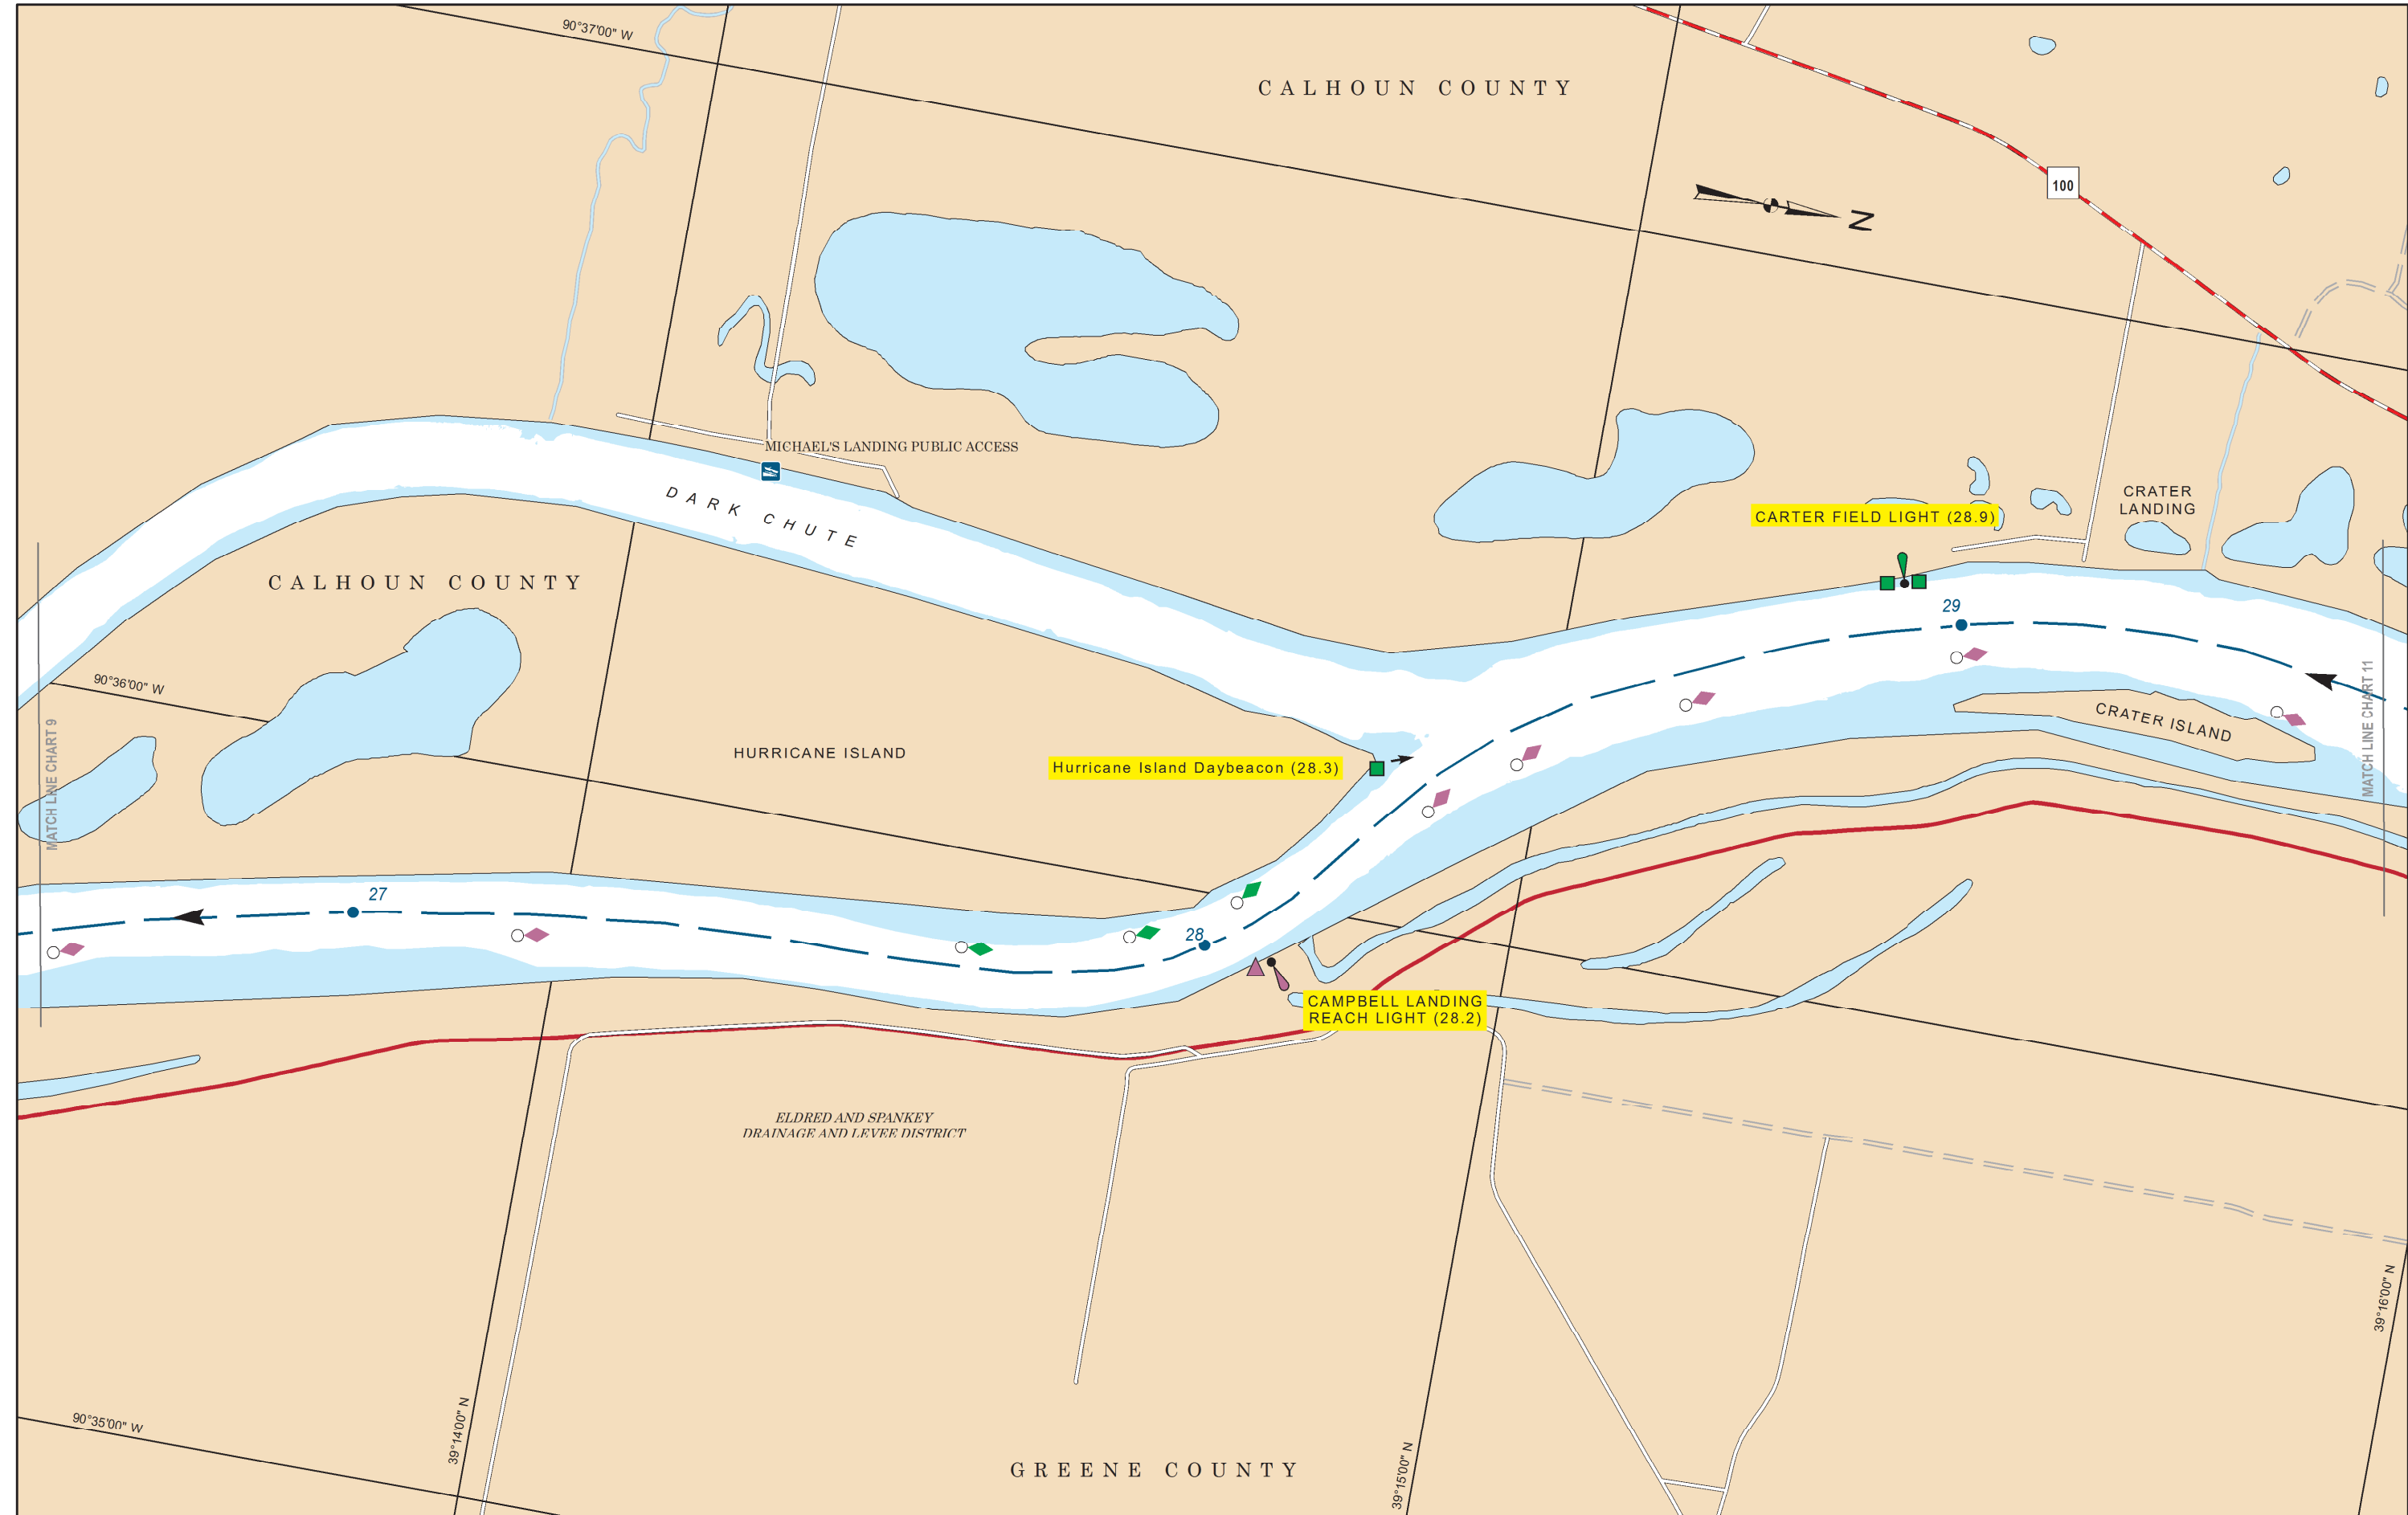 90°37'00" W
CALHOUN COUNTY
100
N
MICHAEL'S LANDING PUBLIC ACCESS
DARK CHUTE
CRATER
LANDING
CARTER FIELD LIGHT (28.9)
CALHOUN COUNTY
29
90°36'00" W
MATCH LINE CHART 9
HURRICANE ISLAND
Hurricane Island Daybeacon (28.3)
CRATER ISLAND
MATCH LINE CHART 11
27
28
CAMPBELL LANDING
REACH LIGHT (28.2)
ELDRED AND SPANKEY
DRAINAGE AND LEVEE DISTRICT
90°35'00" W
39°14'00" N
GREENE COUNTY
39°15'00" N
39°16'00" N